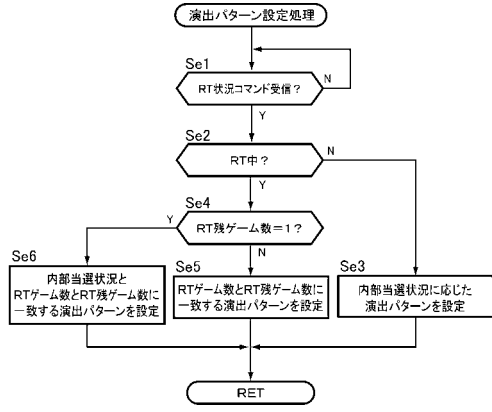 演出パターン設定処理
Se1
RT状況コマンド受信？
N
Y
Se2
RT中？
N
Y
Se4
RT残ゲーム数＝1？
Y
N
Se6
内部当選状況と
RTゲーム数とRT残ゲーム数に
一致する演出パターンを設定
Se5
RTゲーム数とRT残ゲーム数に
一致する演出パターンを設定
Se3
内部当選状況に応じた
演出パターンを設定
RET